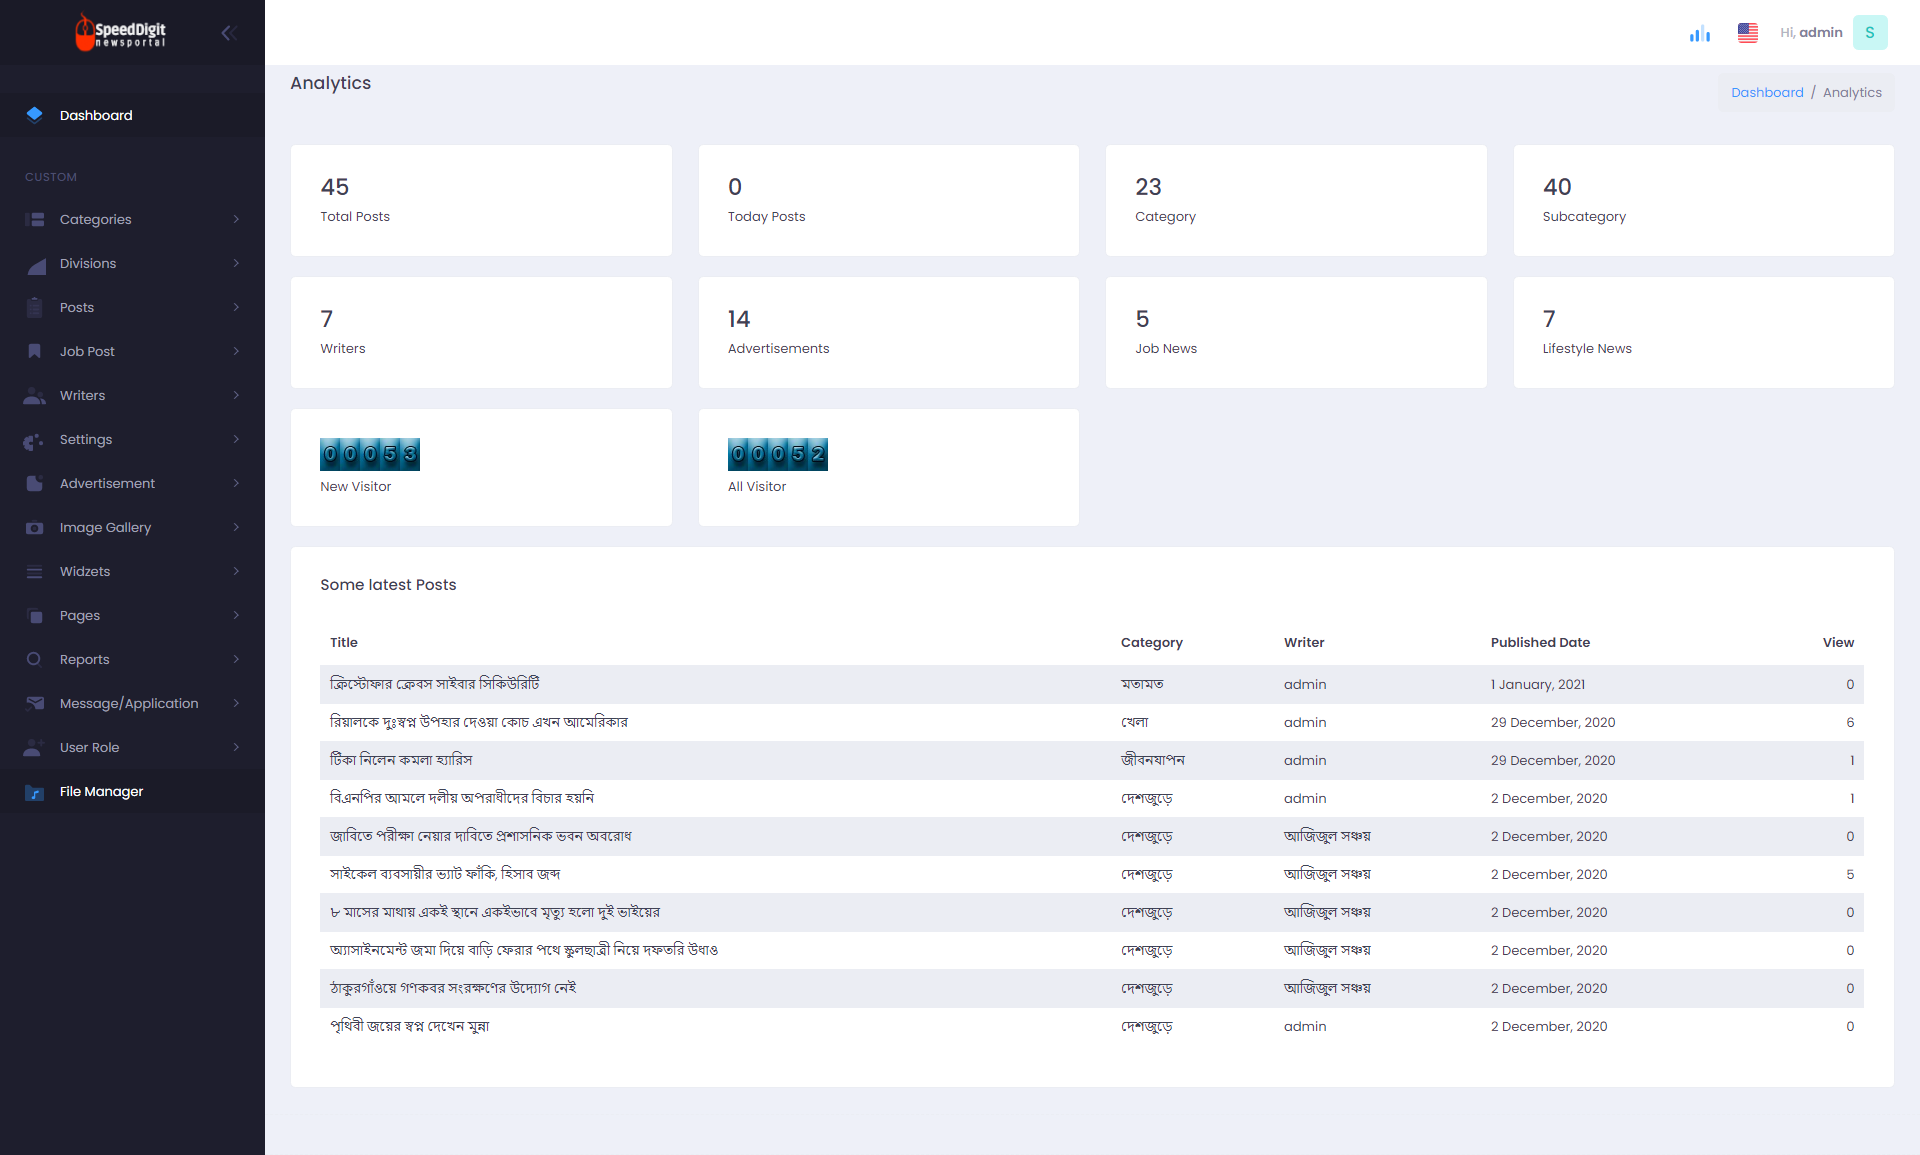 SpeedDigit
newsportal
Hi, admin
S
Dashboard
CUSTOM
Categories
Divisions
Posts
Job Post
Writers
Settings
Advertisement
Image Gallery
Widzets
Pages
Reports
Message/Application
User Role
File Manager
Analytics
Dashboard / Analytics
45
Total Posts
0
Today Posts
23
Category
40
Subcategory
7
Writers
14
Advertisements
5
Job News
7
Lifestyle News
00053
New Visitor
00052
All Visitor
Some latest Posts
Title Category Writer Published Date View
ক্রিস্টোফার ক্রেবস সাইবার সিকিউরিটি মতামত admin 1 January, 2021 0
রিয়ালকে দুঃস্বপ্ন উপহার দেওয়া কোচ এখন আমেরিকার খেলা admin 29 December, 2020 6
টিকা নিলেন কমলা হ্যারিস জীবনযাপন admin 29 December, 2020 1
বিএনপির আমলে দলীয় অপরাধীদের বিচার হয়নি দেশজুড়ে admin 2 December, 2020 1
জাবিতে পরীক্ষা নেয়ার দাবিতে প্রশাসনিক ভবন অবরোধ দেশজুড়ে আজিজুল সঞ্চয় 2 December, 2020 0
সাইকেল ব্যবসায়ীর ভ্যাট ফাঁকি, হিসাব জব্দ দেশজুড়ে আজিজুল সঞ্চয় 2 December, 2020 5
৮ মাসের মাথায় একই স্থানে একইভাবে মৃত্যু হলো দুই ভাইয়ের দেশজুড়ে আজিজুল সঞ্চয় 2 December, 2020 0
অ্যাসাইনমেন্ট জমা দিয়ে বাড়ি ফেরার পথে স্কুলছাত্রী নিয়ে দফতরি উধাও দেশজুড়ে আজিজুল সঞ্চয় 2 December, 2020 0
ঠাকুরগাঁওয়ে গণকবর সংরক্ষণের উদ্যোগ নেই দেশজুড়ে আজিজুল সঞ্চয় 2 December, 2020 0
পৃথিবী জয়ের স্বপ্ন দেখেন মুন্না দেশজুড়ে admin 2 December, 2020 0